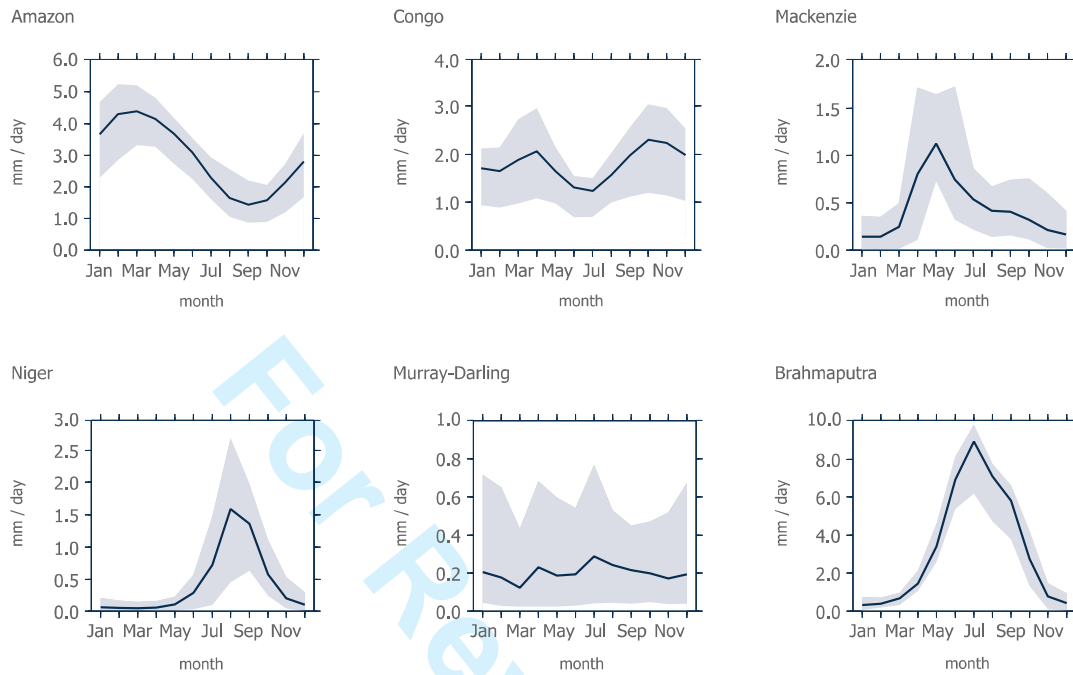 Amazon
Congo
Mackenzie
6.0
5.0
4.0
3.0
2.0
1.0
0.0
mm / day
Jan Mar May Jul Sep Nov
month
4.0
3.0
2.0
1.0
0.0
mm / day
Jan Mar May Jul Sep Nov
month
2.0
1.5
1.0
0.5
0.0
mm / day
Jan Mar May Jul Sep Nov
month
Niger
Murray-Darling
Brahmaputra
3.0
2.5
2.0
1.5
1.0
0.5
0.0
mm / day
Jan Mar May Jul Sep Nov
month
1.0
0.8
0.6
0.4
0.2
0.0
mm / day
Jan Mar May Jul Sep Nov
month
10.0
8.0
6.0
4.0
2.0
0.0
mm / day
Jan Mar May Jul Sep Nov
month
For